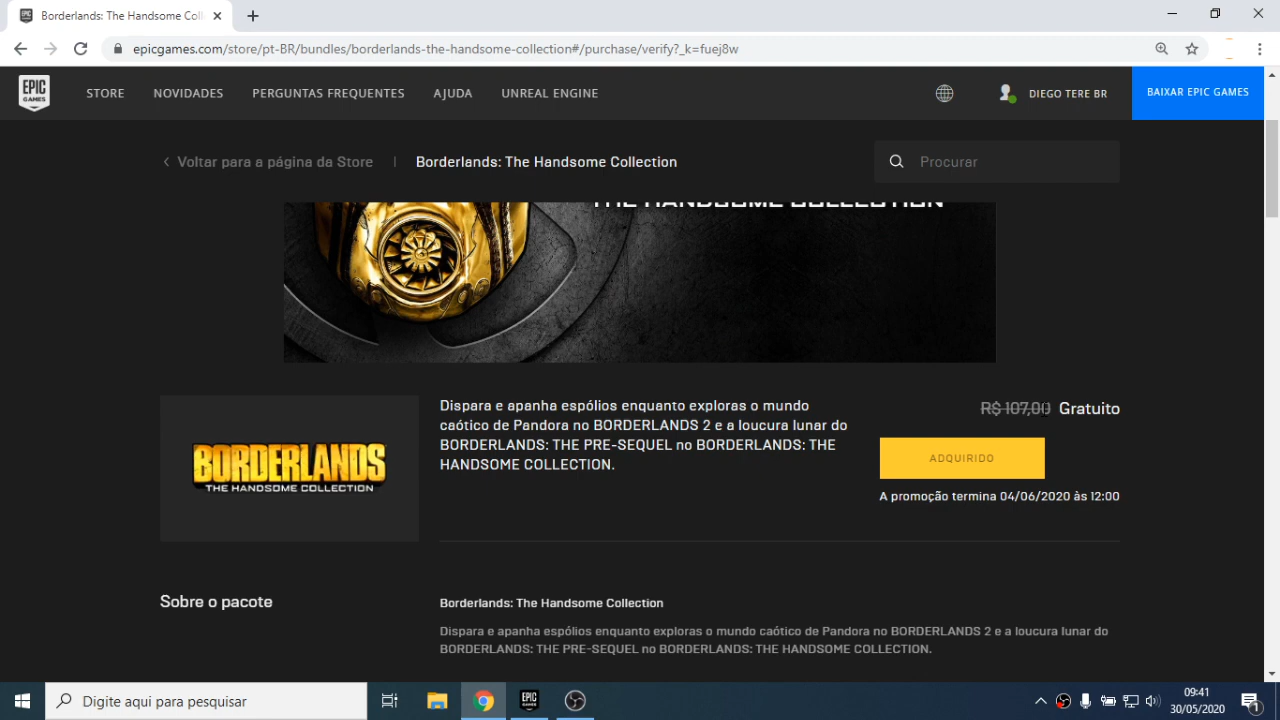 Borderlands: The Handsome Coll
epicgames.com/store/pt-BR/bundles/borderlands-the-handsome-collection#/purchase/verify?_k=fuej8w
EPIC GAMES
STORE
NOVIDADES
PERGUNTAS FREQUENTES
AJUDA
UNREAL ENGINE
DIEGO TERE BR
BAIXAR EPIC GAMES
Voltar para a página da Store
Borderlands: The Handsome Collection
Procurar
THE HANDSOME COLLECTION
BORDERLANDS
THE HANDSOME COLLECTION
Dispara e apanha espólios enquanto exploras o mundo
caótico de Pandora no BORDERLANDS 2 e a loucura lunar do
BORDERLANDS: THE PRE-SEQUEL no BORDERLANDS: THE
HANDSOME COLLECTION.
R$ 107,00 Gratuito
ADQUIRIDO
A promoção termina 04/06/2020 às 12:00
Sobre o pacote
Borderlands: The Handsome Collection
Dispara e apanha espólios enquanto exploras o mundo caótico de Pandora no BORDERLANDS 2 e a loucura lunar do
BORDERLANDS: THE PRE-SEQUEL no BORDERLANDS: THE HANDSOME COLLECTION.
Digite aqui para pesquisar
EPIC GAMES
09:41
30/05/2020
1